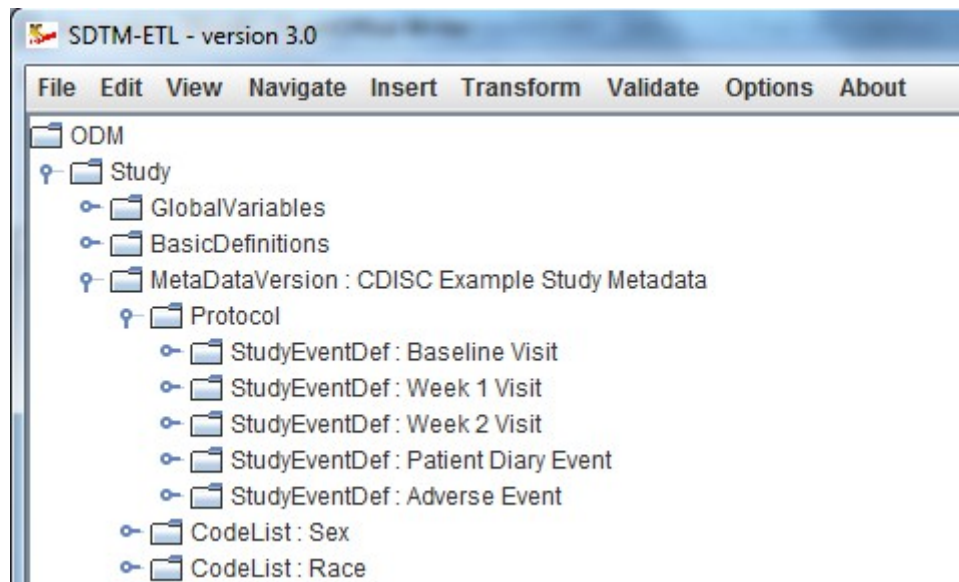 SDTM-ETL - version 3.0
File Edit View Navigate Insert Transform Validate Options About
ODM
Study
GlobalVariables
BasicDefinitions
MetaDataVersion : CDISC Example Study Metadata
Protocol
StudyEventDef : Baseline Visit
StudyEventDef : Week 1 Visit
StudyEventDef : Week 2 Visit
StudyEventDef : Patient Diary Event
StudyEventDef : Adverse Event
CodeList : Sex
CodeList : Race